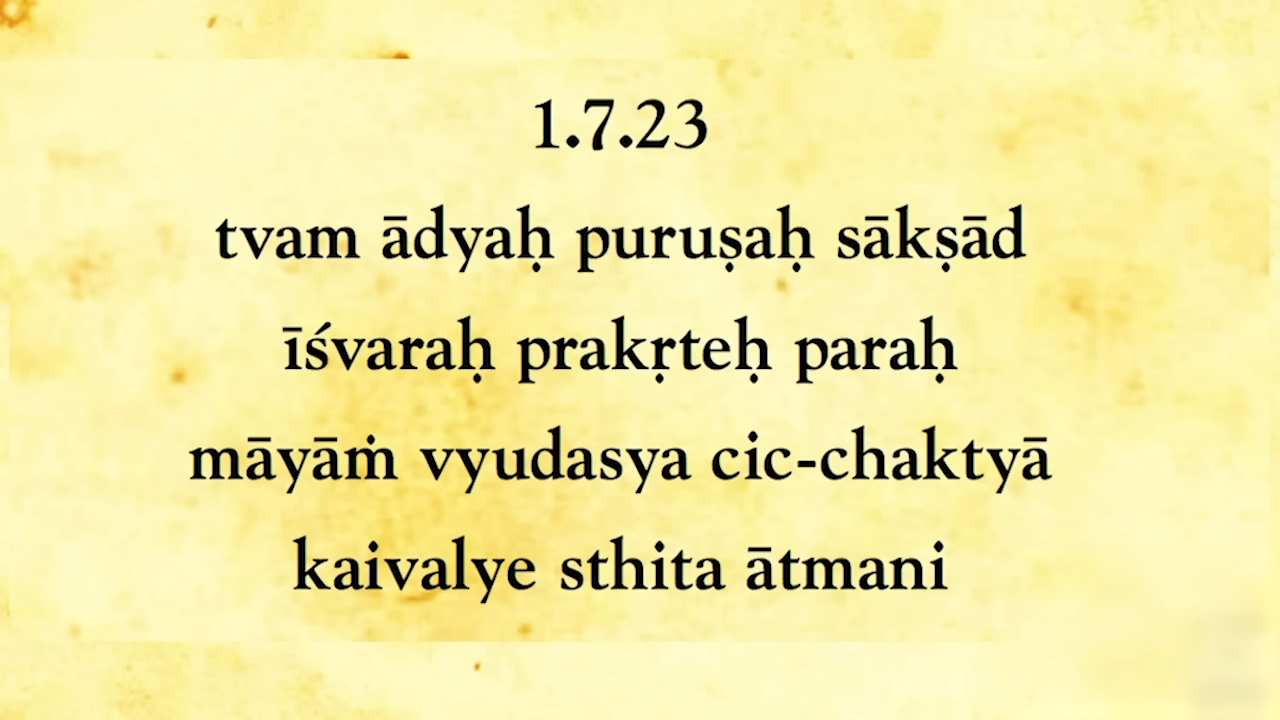 1.7.23
tvam ādyaḥ puruṣaḥ sākṣād
īśvaraḥ prakṛteḥ paraḥ
māyāṁ vyudasya cic-chaktyā
kaivalye sthita ātmani